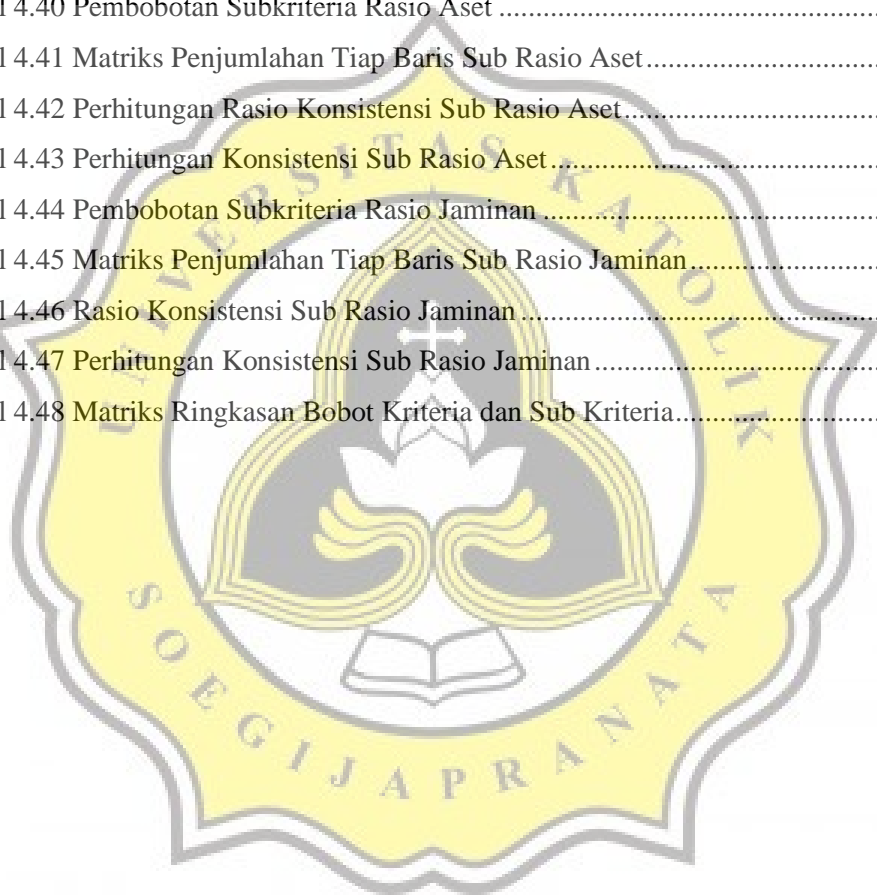 l 4.40 Pembobotan Subkriteria Rasio Aset ........................................................
l 4.41 Matriks Penjumlahan Tiap Baris Sub Rasio Aset ...................................
l 4.42 Perhitungan Rasio Konsistensi Sub Rasio Aset ......................................
l 4.43 Perhitungan Konsistensi Sub Rasio Aset .................................................
l 4.44 Pembobotan Subkriteria Rasio Jaminan ..................................................
l 4.45 Matriks Penjumlahan Tiap Baris Sub Rasio Jaminan .............................
l 4.46 Rasio Konsistensi Sub Rasio Jaminan .....................................................
l 4.47 Perhitungan Konsistensi Sub Rasio Jaminan ..........................................
l 4.48 Matriks Ringkasan Bobot Kriteria dan Sub Kriteria ...............................
UNIVERSITAS KATOLIK
SOEGIJAPRANATA